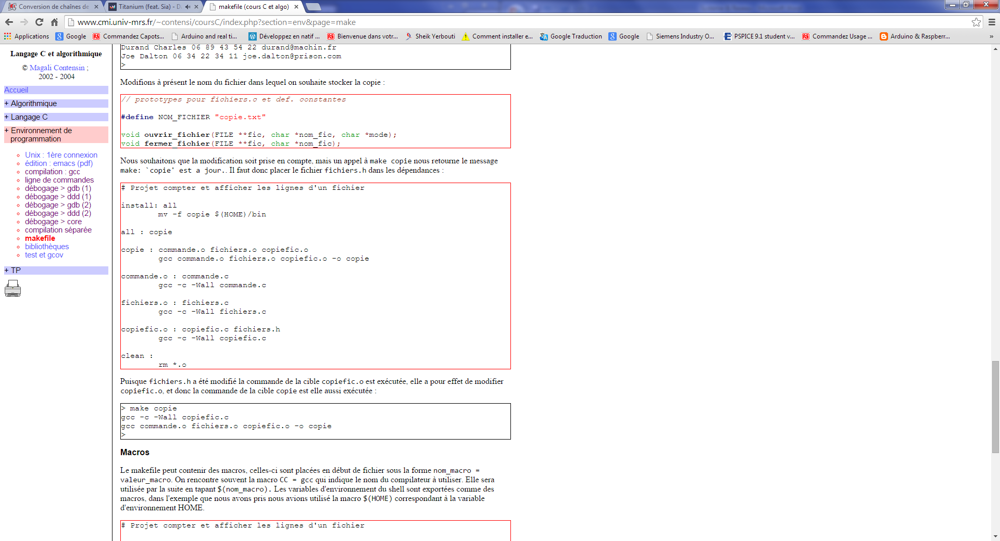 Conversion de chaînes de
Titanium (feat. Sia) - D
makefile (cours C et algo)
www.cmi.univ-mrs.fr/~contensi/coursC/index.php?section=env&page=make
Applications
Google
Commandez Capots...
Arduino and real ti...
Développez en natif ...
Bienvenue dans votr...
Sheik Yerbouti
Comment installer e...
Google Traduction
Google
Siemens Industry O...
PSPICE 9.1 student v...
Commandez Usage ...
Arduino & Raspberr...
»
Langage C et algorithmique
© Magali Contensin ;
2002 - 2004
Accueil
+ Algorithmique
+ Langage C
+ Environnement de
programmation
Unix : 1ère connexion
édition : emacs (pdf)
compilation : gcc
ligne de commandes
débogage > gdb (1)
débogage > ddd (1)
débogage > gdb (2)
débogage > ddd (2)
débogage > core
compilation séparée
makefile
bibliothèques
test et gcov
+ TP
Durand Charles 06 89 43 54 22 durand@machin.fr
Joe Dalton 06 34 22 34 11 joe.dalton@prison.com
>
Modifions à présent le nom du fichier dans lequel on souhaite stocker la copie :
// prototypes pour fichiers.c et def. constantes
#define NOM_FICHIER "copie.txt"
void ouvrir_fichier(FILE **fic, char *nom_fic, char *mode);
void fermer_fichier(FILE **fic, char *nom_fic);
Nous souhaitons que la modification soit prise en compte, mais un appel à make copie nous retourne le message
make: `copie' est a jour.. Il faut donc placer le fichier fichiers.h dans les dépendances :
# Projet compter et afficher les lignes d'un fichier
install: all
mv -f copie $(HOME)/bin
all : copie
copie : commande.o fichiers.o copiefic.o
gcc commande.o fichiers.o copiefic.o -o copie
commande.o : commande.c
gcc -c -Wall commande.c
fichiers.o : fichiers.c
gcc -c -Wall fichiers.c
copiefic.o : copiefic.c fichiers.h
gcc -c -Wall copiefic.c
clean :
rm *.o
Puisque fichiers.h a été modifié la commande de la cible copiefic.o est exécutée, elle a pour effet de modifier
copiefic.o, et donc la commande de la cible copie est elle aussi exécutée :
> make copie
gcc -c -Wall copiefic.c
gcc commande.o fichiers.o copiefic.o -o copie
>
Macros
Le makefile peut contenir des macros, celles-ci sont placées en début de fichier sous la forme nom_macro =
valeur_macro. On rencontre souvent la macro CC = gcc qui indique le nom du compilateur à utiliser. Elle sera
utilisée par la suite en tapant $(nom_macro). Les variables d'environnement du shell sont exportées comme des
macros, dans l'exemple que nous avons pris nous avions utilisé la macro $(HOME) correspondant à la variable
d'environnement HOME.
# Projet compter et afficher les lignes d'un fichier